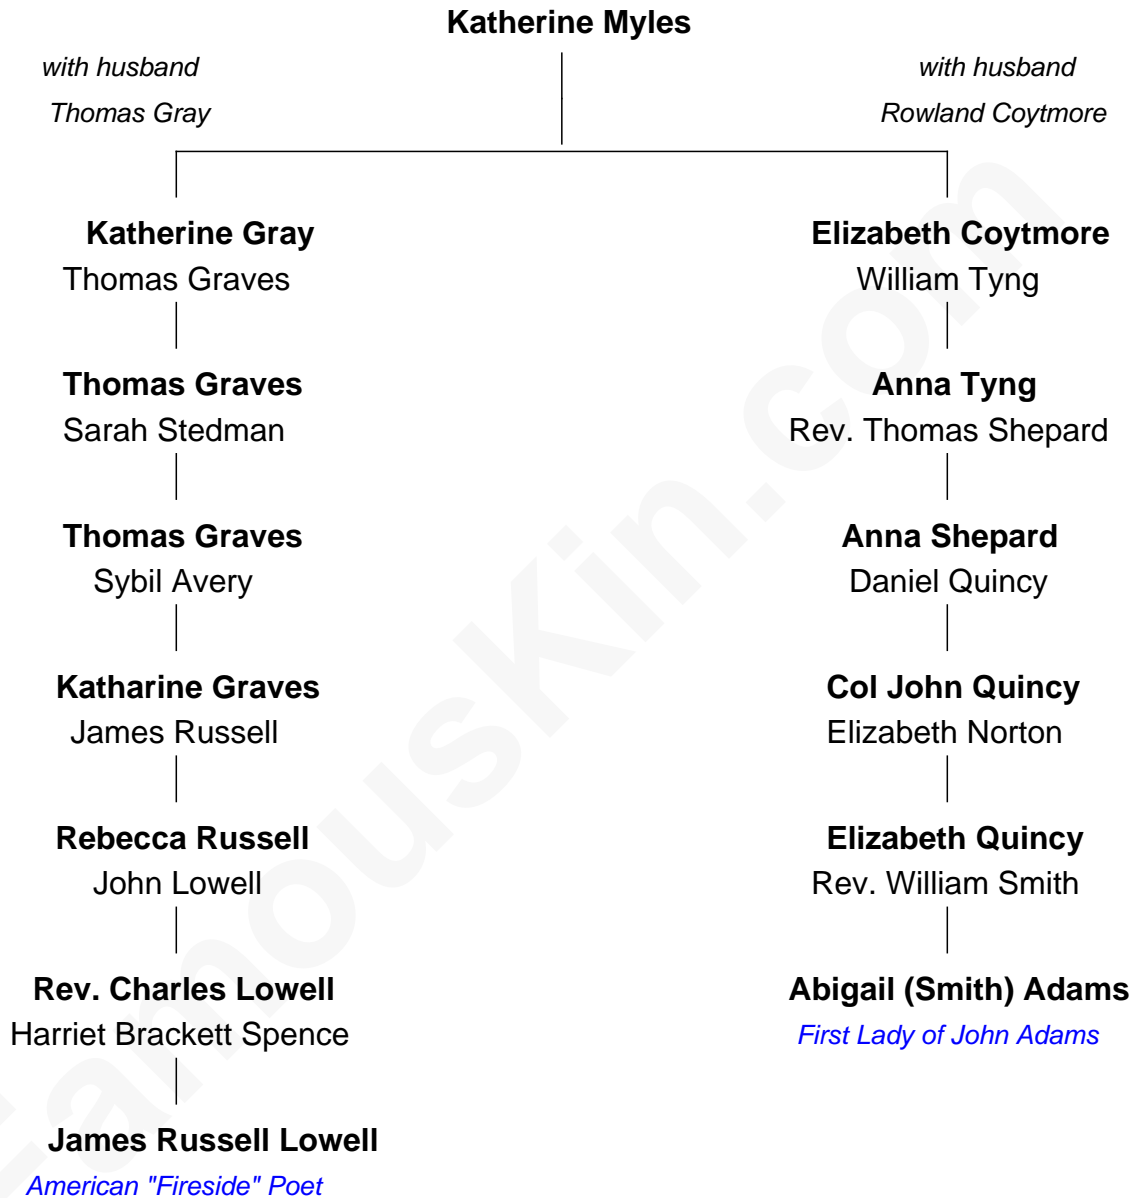 Katherine Myles
with husband
Thomas Gray
with husband
Rowland Coytmore
Katherine Gray
Thomas Graves
Elizabeth Coytmore
William Tyng
Thomas Graves
Sarah Stedman
Anna Tyng
Rev. Thomas Shepard
Thomas Graves
Sybil Avery
Anna Shepard
Daniel Quincy
Katharine Graves
James Russell
Col John Quincy
Elizabeth Norton
Rebecca Russell
John Lowell
Elizabeth Quincy
Rev. William Smith
Rev. Charles Lowell
Harriet Brackett Spence
Abigail (Smith) Adams
First Lady of John Adams
James Russell Lowell
American "Fireside" Poet
FamousKin.com